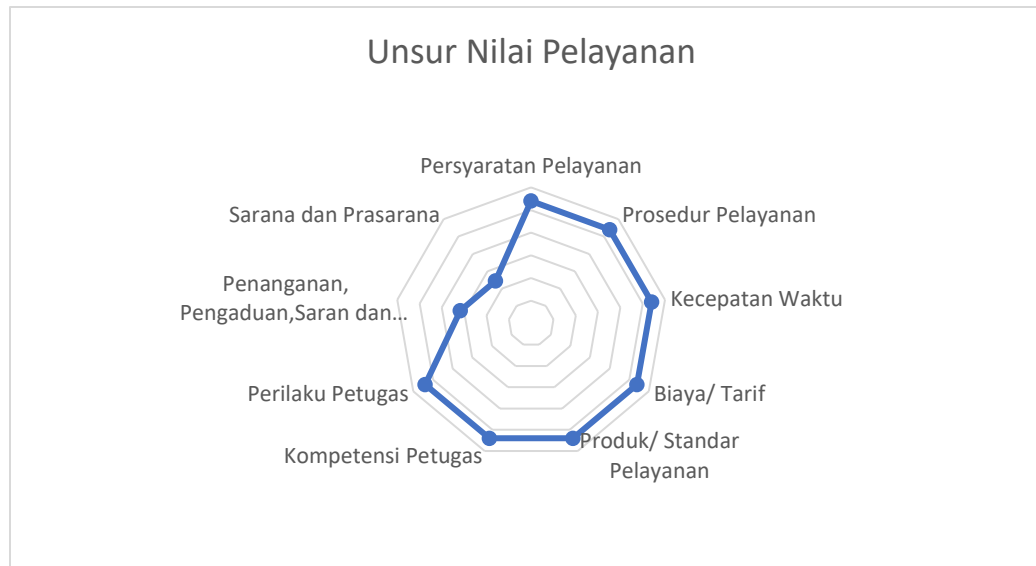 Unsur Nilai Pelayanan
Persyaratan Pelayanan
Prosedur Pelayanan
Kecepatan Waktu
Biaya/ Tarif
Produk/ Standar
Pelayanan
Kompetensi Petugas
Perilaku Petugas
Penanganan,
Pengaduan,Saran dan...
Sarana dan Prasarana